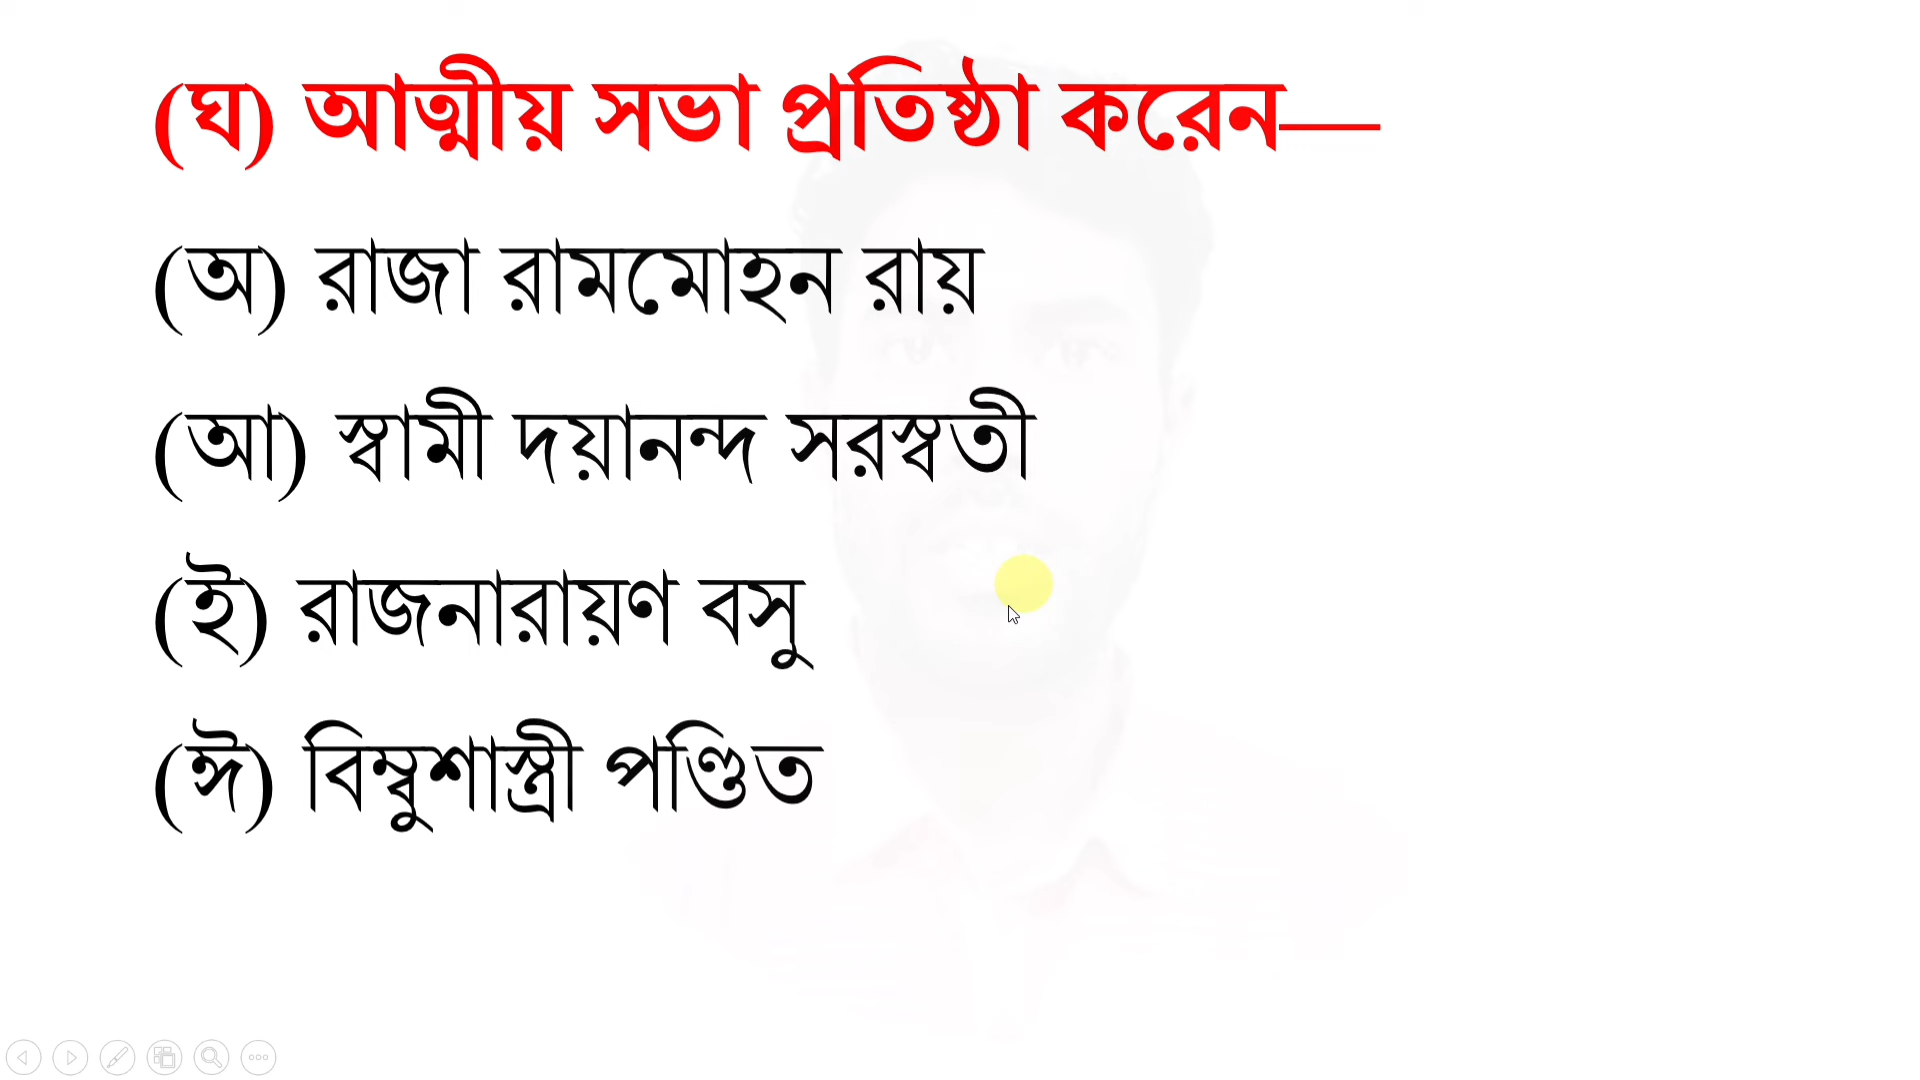 (ঘ) আত্মীয় সভা প্রতিষ্ঠা করেন—
(অ) রাজা রামমোহন রায়
(আ) স্বামী দয়ানন্দ সরস্বতী
(ই) রাজনারায়ণ বসু
(ঈ) বিম্বুশাস্ত্রী পণ্ডিত